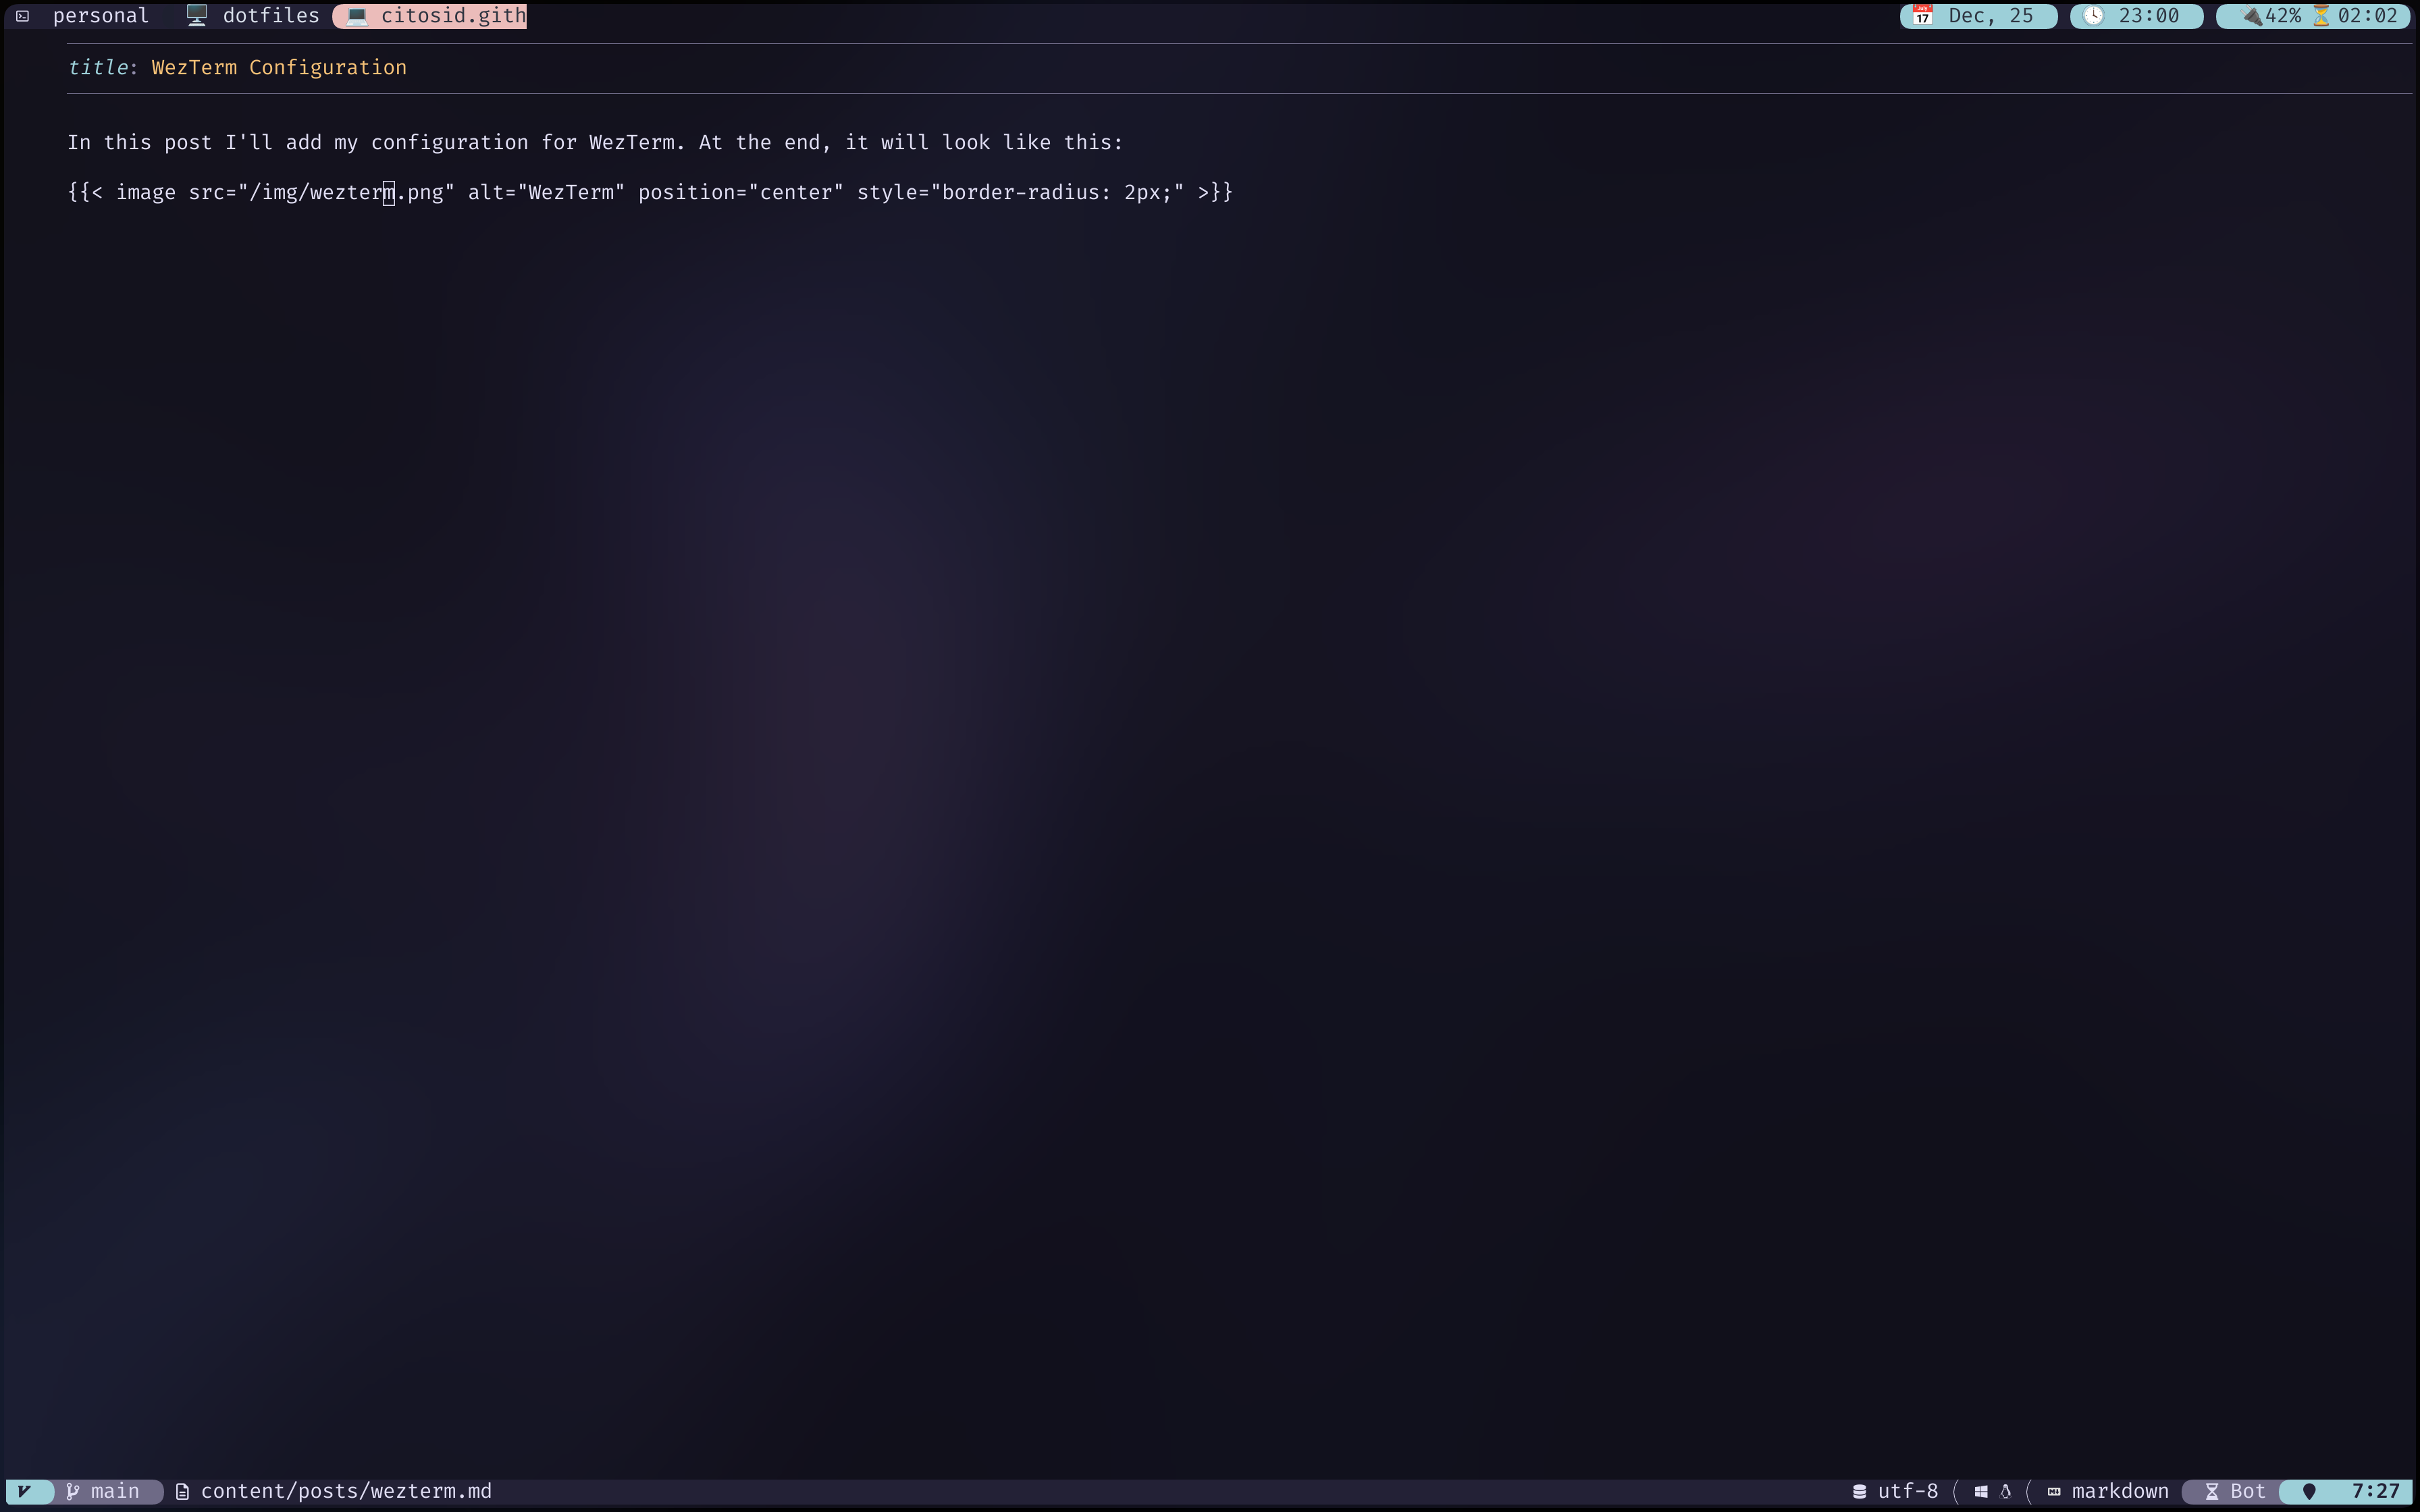 personal dotfiles citosid.gith Dec, 25 23:00 42% 02:02
title: WezTerm Configuration
In this post I'll add my configuration for WezTerm. At the end, it will look like this:
{{< image src="/img/wezterm.png" alt="WezTerm" position="center" style="border-radius: 2px;" >}}
main content/posts/wezterm.md utf-8 markdown Bot 7:27